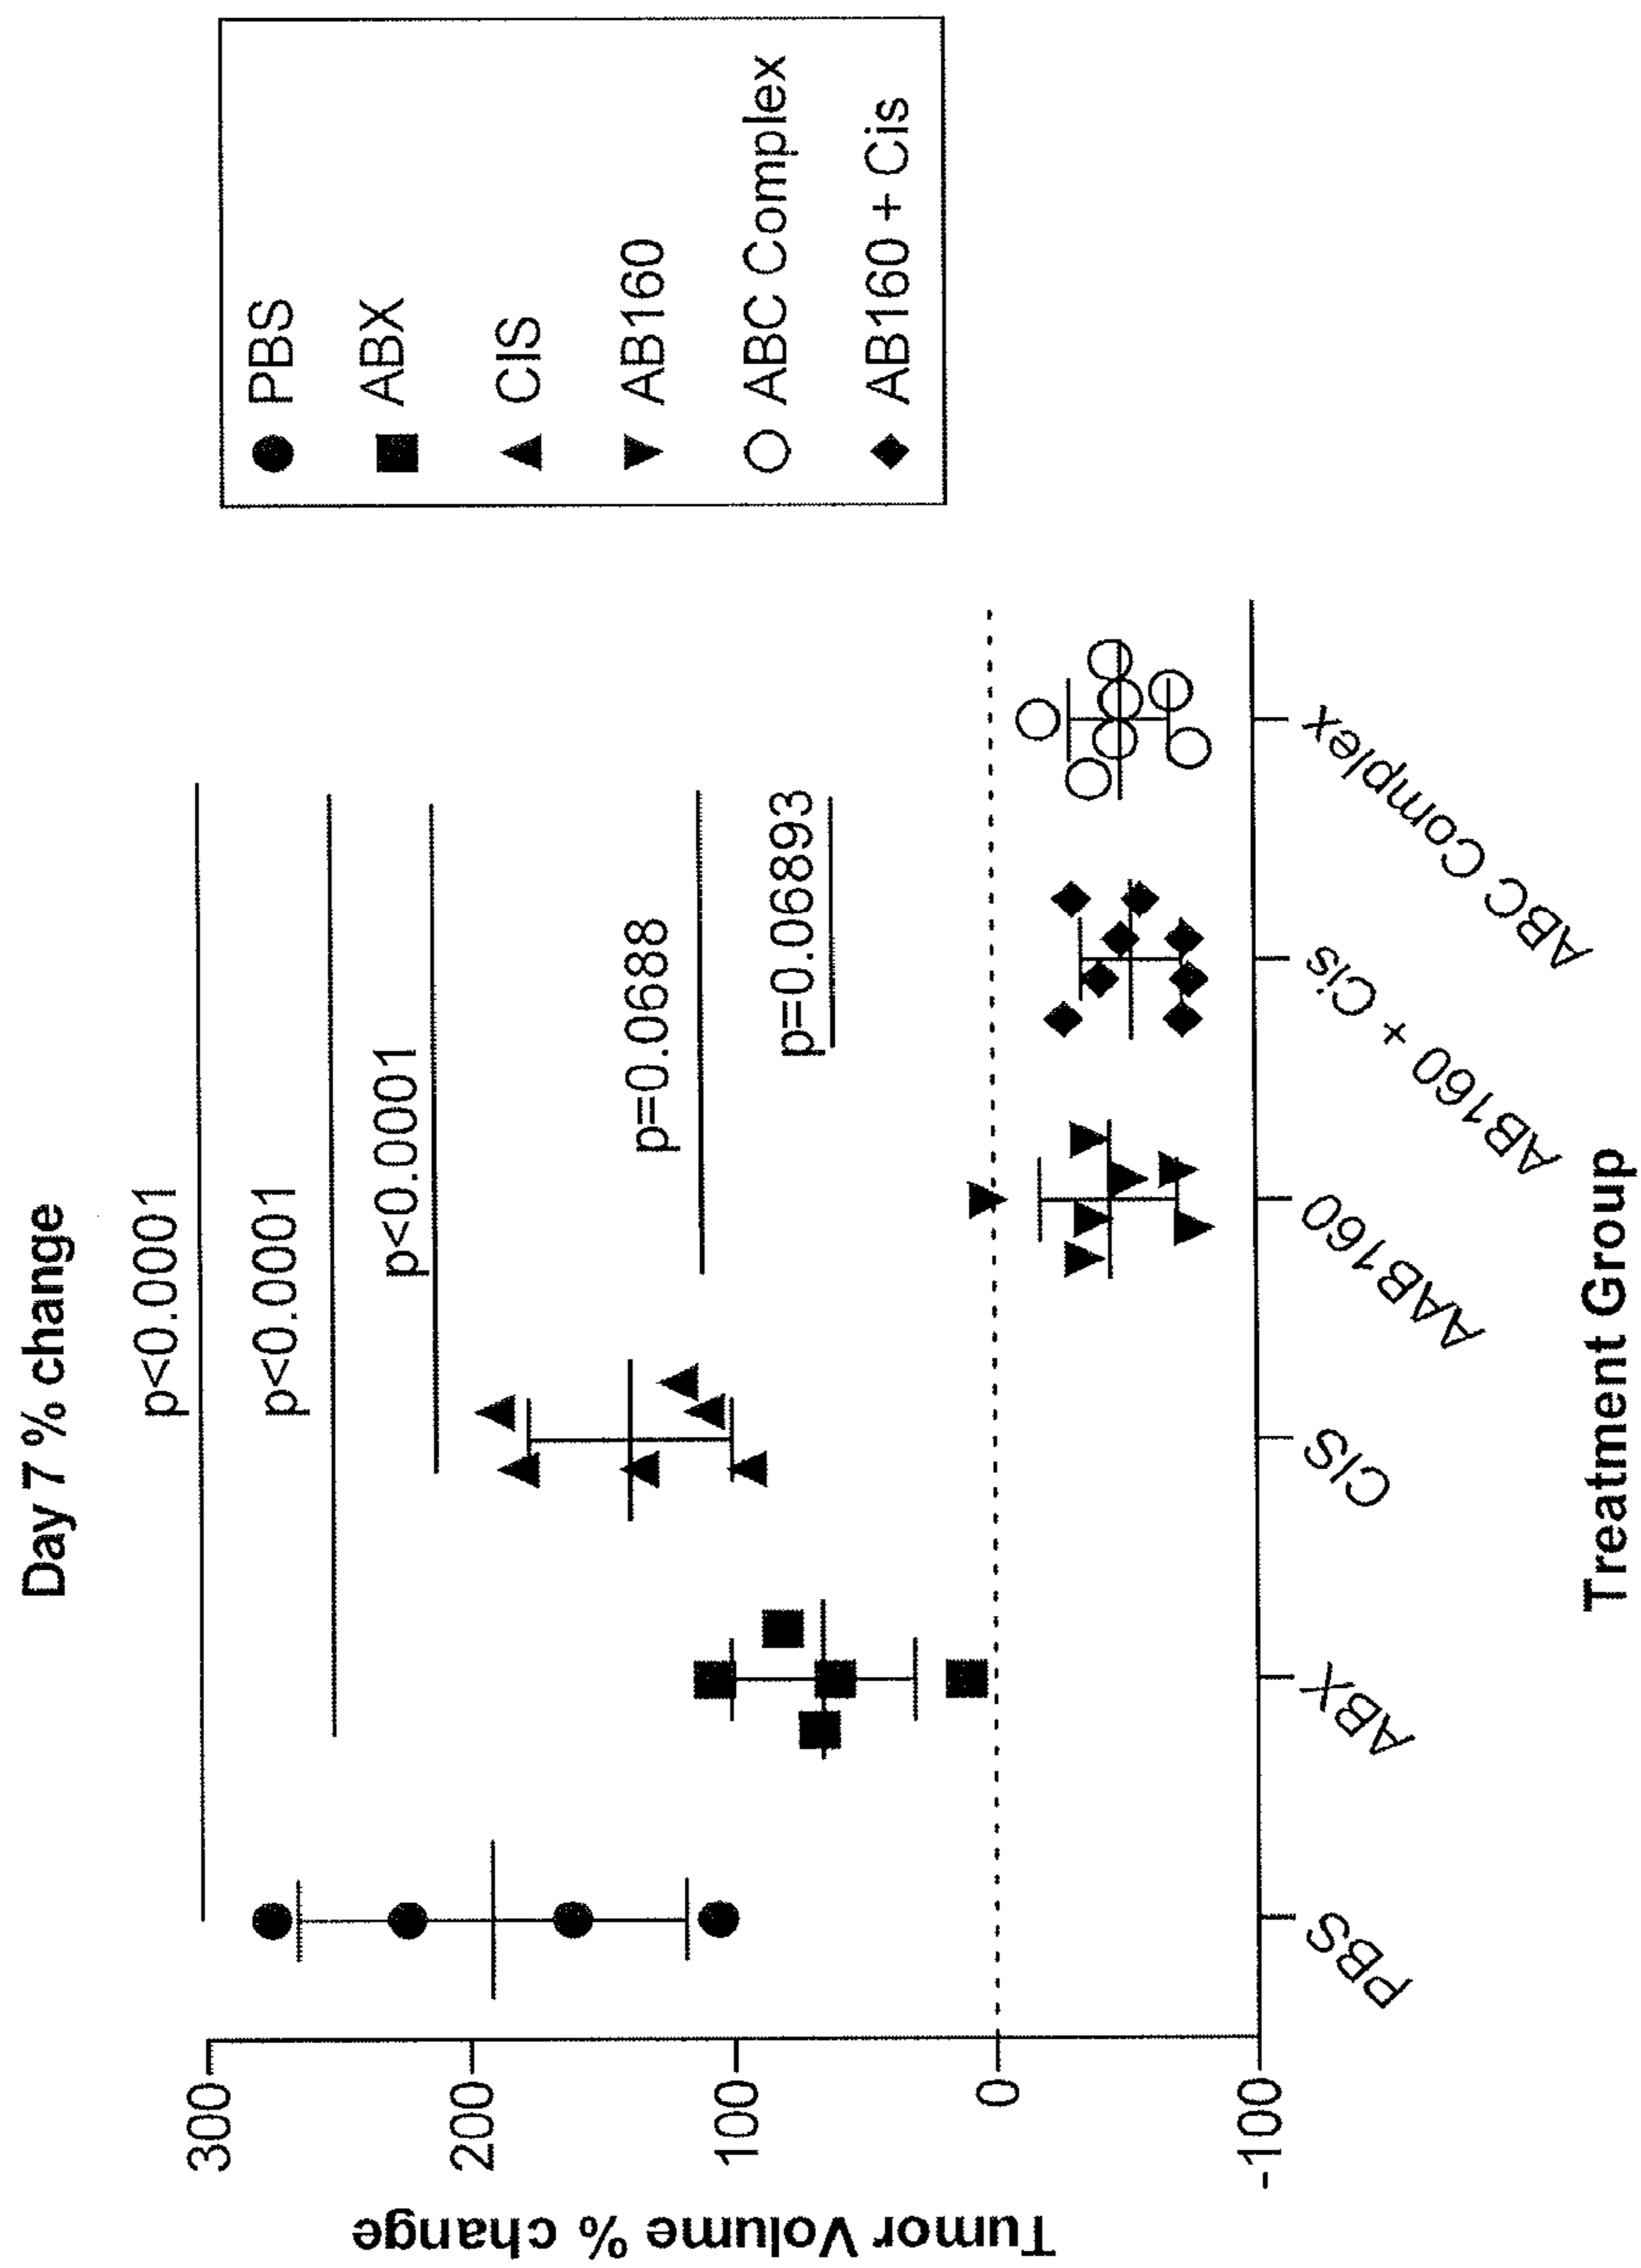 Day 7 % change
p<0.0001
p<0.0001
p<0.0001
p=0.0688
p=0.06893
300
200
100
0
-100
Tumor Volume % change
PBS
ABX
CIS
AAB160
AB160 + Cis
ABC Complex
Treatment Group
PBS
ABX
CIS
AB160
ABC Complex
AB160 + Cis